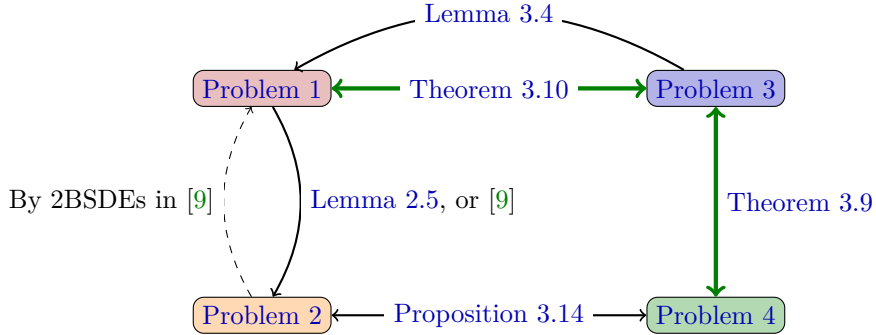 Lemma 3.4
Problem 1
Theorem 3.10
Problem 3
By 2BSDEs in [9]
Lemma 2.5, or [9]
Theorem 3.9
Problem 2
Proposition 3.14
Problem 4